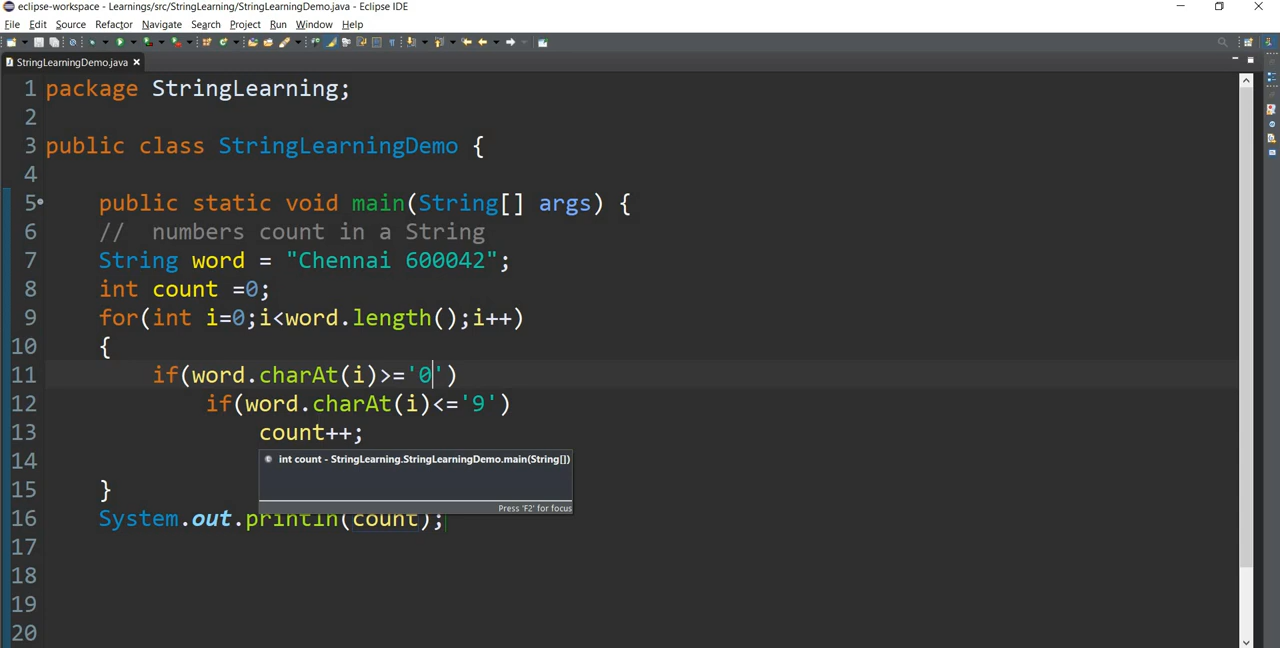 eclipse-workspace - Learnings/src/StringLearning/StringLearningDemo.java - Eclipse IDE
File Edit Source Refactor Navigate Search Project Run Window Help
StringLearningDemo.java
1 package StringLearning;
2
3 public class StringLearningDemo {
4
5 public static void main(String[] args) {
6 // numbers count in a String
7 String word = "Chennai 600042";
8 int count =0;
9 for(int i=0;i<word.length();i++)
10 {
11 if(word.charAt(i)>='0')
12 if(word.charAt(i)<='9')
13 count++;
14
int count - StringLearning.StringLearningDemo.main(String[])
15 }
Press 'F2' for focus
16 System.out.println(count);
17
18
19
20